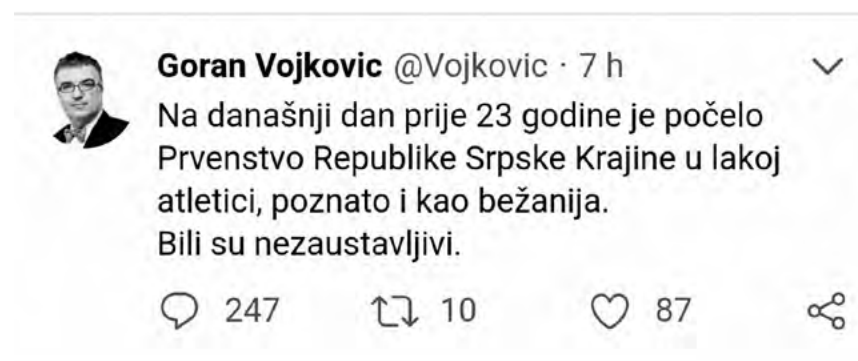 Goran Vojkovic @Vojkovic · 7 h
Na današnji dan prije 23 godine je počelo
Prvenstvo Republike Srpske Krajine u lakoj
atletici, poznato i kao bežanija.
Bili su nezaustavljivi.
247 10 87